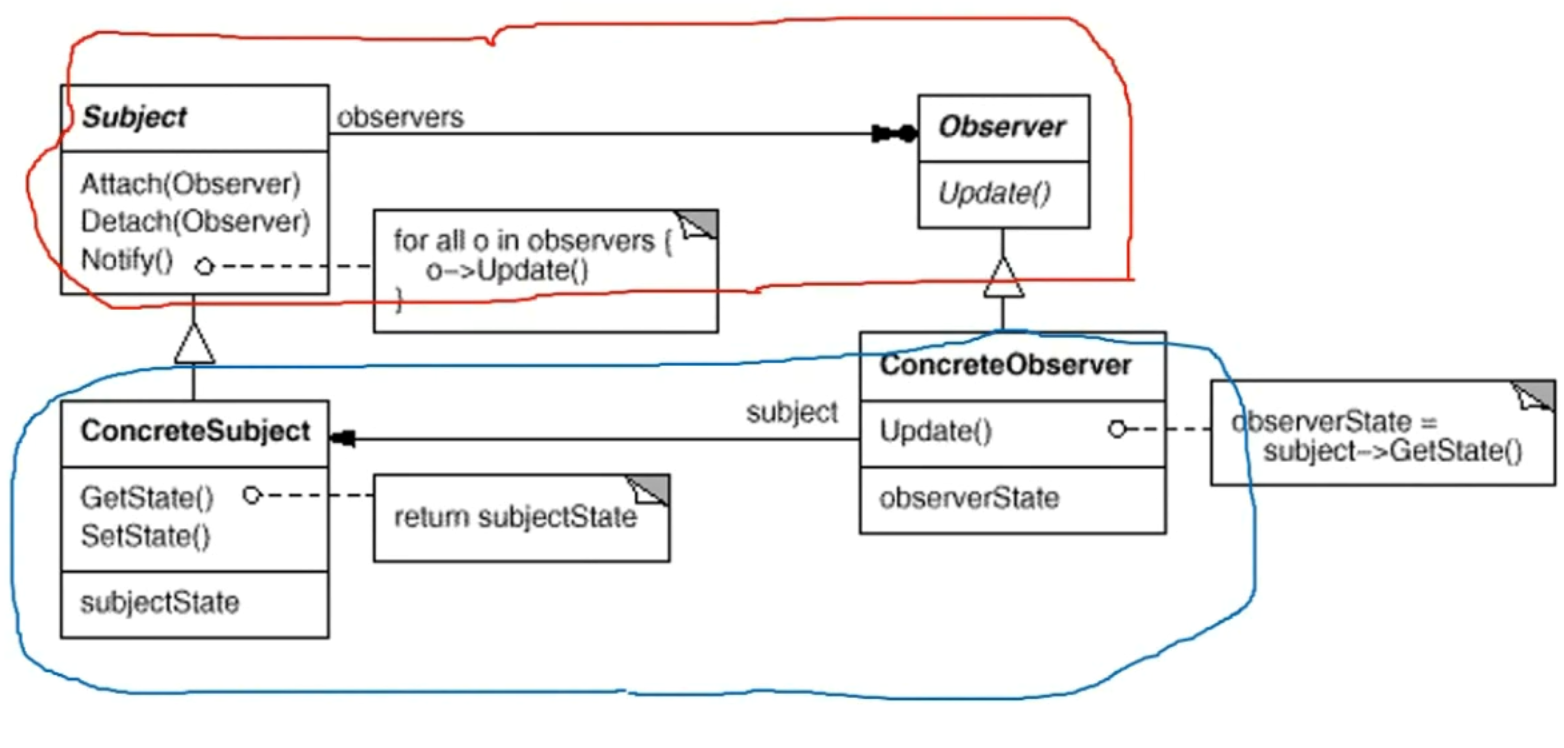 Subject
observers
Observer
Attach(Observer)
Detach(Observer)
Notify()
Update()
for all o in observers {
o->Update()
}
ConcreteSubject
subject
ConcreteObserver
GetState()
SetState()
return subjectState
Update()
observerState =
subject->GetState()
subjectState
observerState